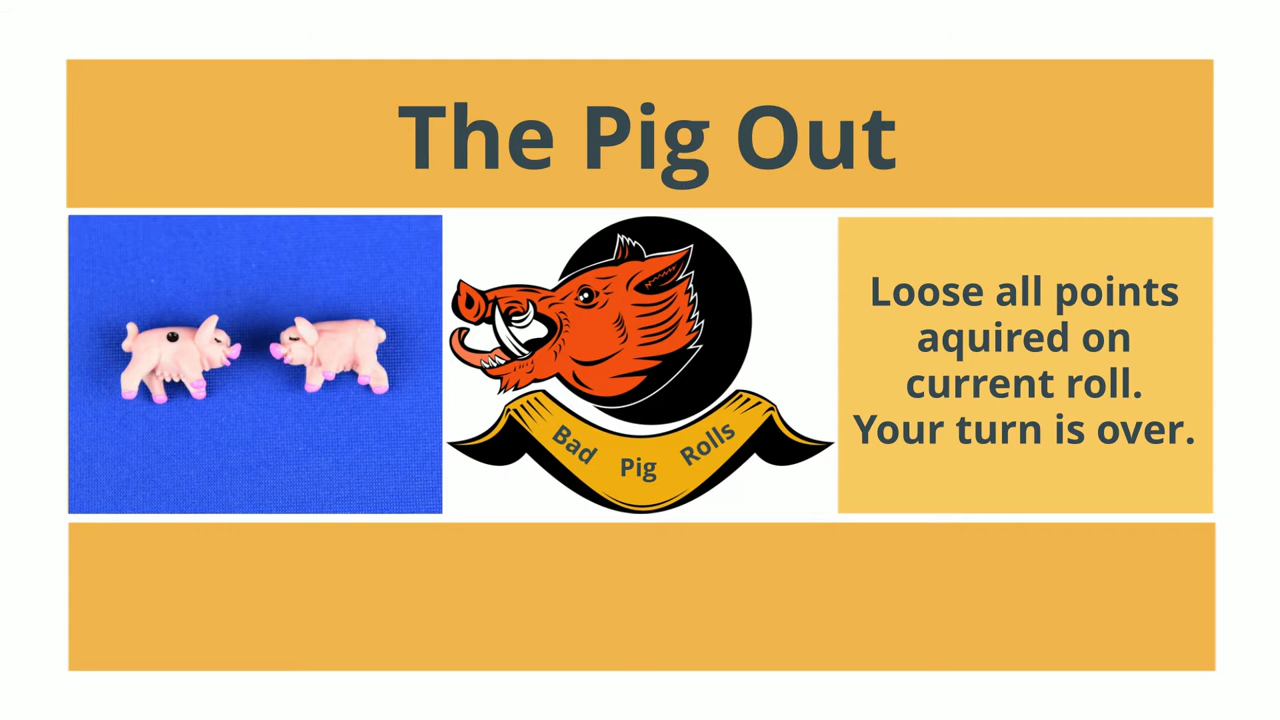 The Pig Out
Bad Pig Rolls
Loose all points
aquired on
current roll.
Your turn is over.